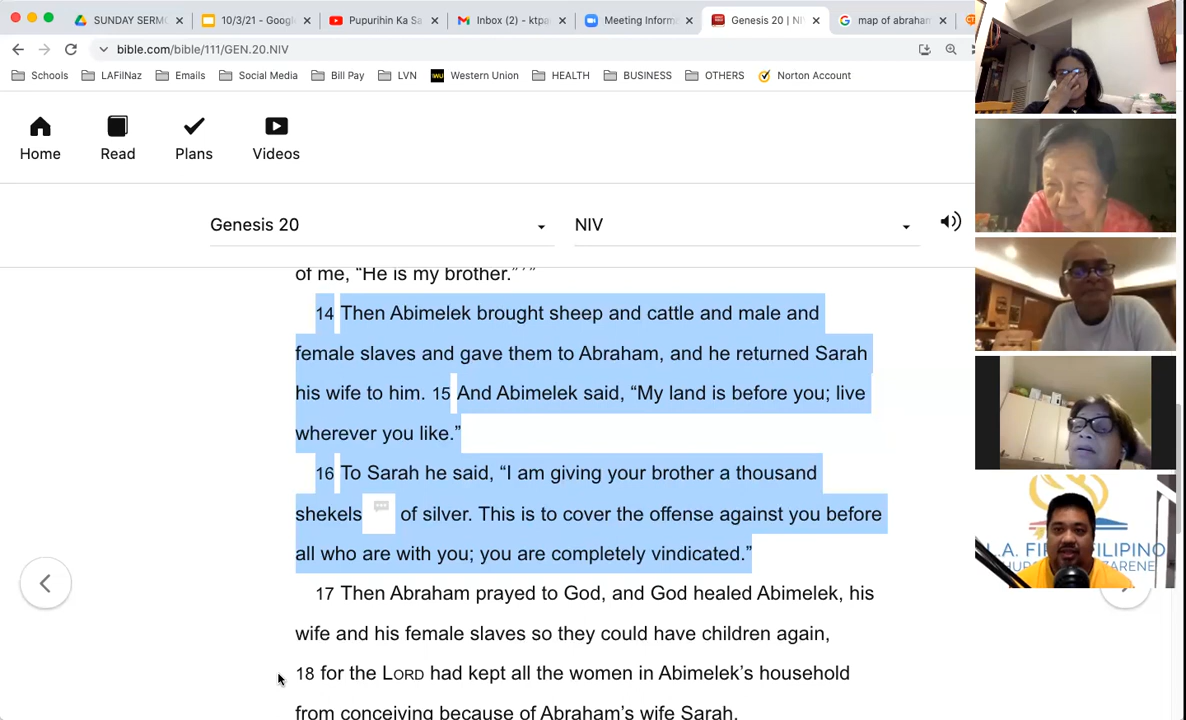 SUNDAY SERM
10/3/21 - Goog
Pupurihin Ka Sa
Inbox (2) - ktpa
Meeting Inform
Genesis 20 | NI
map of abraham
bible.com/bible/111/GEN.20.NIV
Schools
LAFilNaz
Emails
Social Media
Bill Pay
LVN
WU
Western Union
HEALTH
BUSINESS
OTHERS
Norton Account
Home
Read
Plans
Videos
Genesis 20
NIV
of me, “He is my brother.” ’ ”
14 Then Abimelek brought sheep and cattle and male and
female slaves and gave them to Abraham, and he returned Sarah
his wife to him. 15 And Abimelek said, “My land is before you; live
wherever you like.”
16 To Sarah he said, “I am giving your brother a thousand
shekels of silver. This is to cover the offense against you before
all who are with you; you are completely vindicated.”
17 Then Abraham prayed to God, and God healed Abimelek, his
wife and his female slaves so they could have children again,
18 for the LORD had kept all the women in Abimelek’s household
from conceiving because of Abraham’s wife Sarah.
L.A. FI FILIPINO
HUR ZARENE